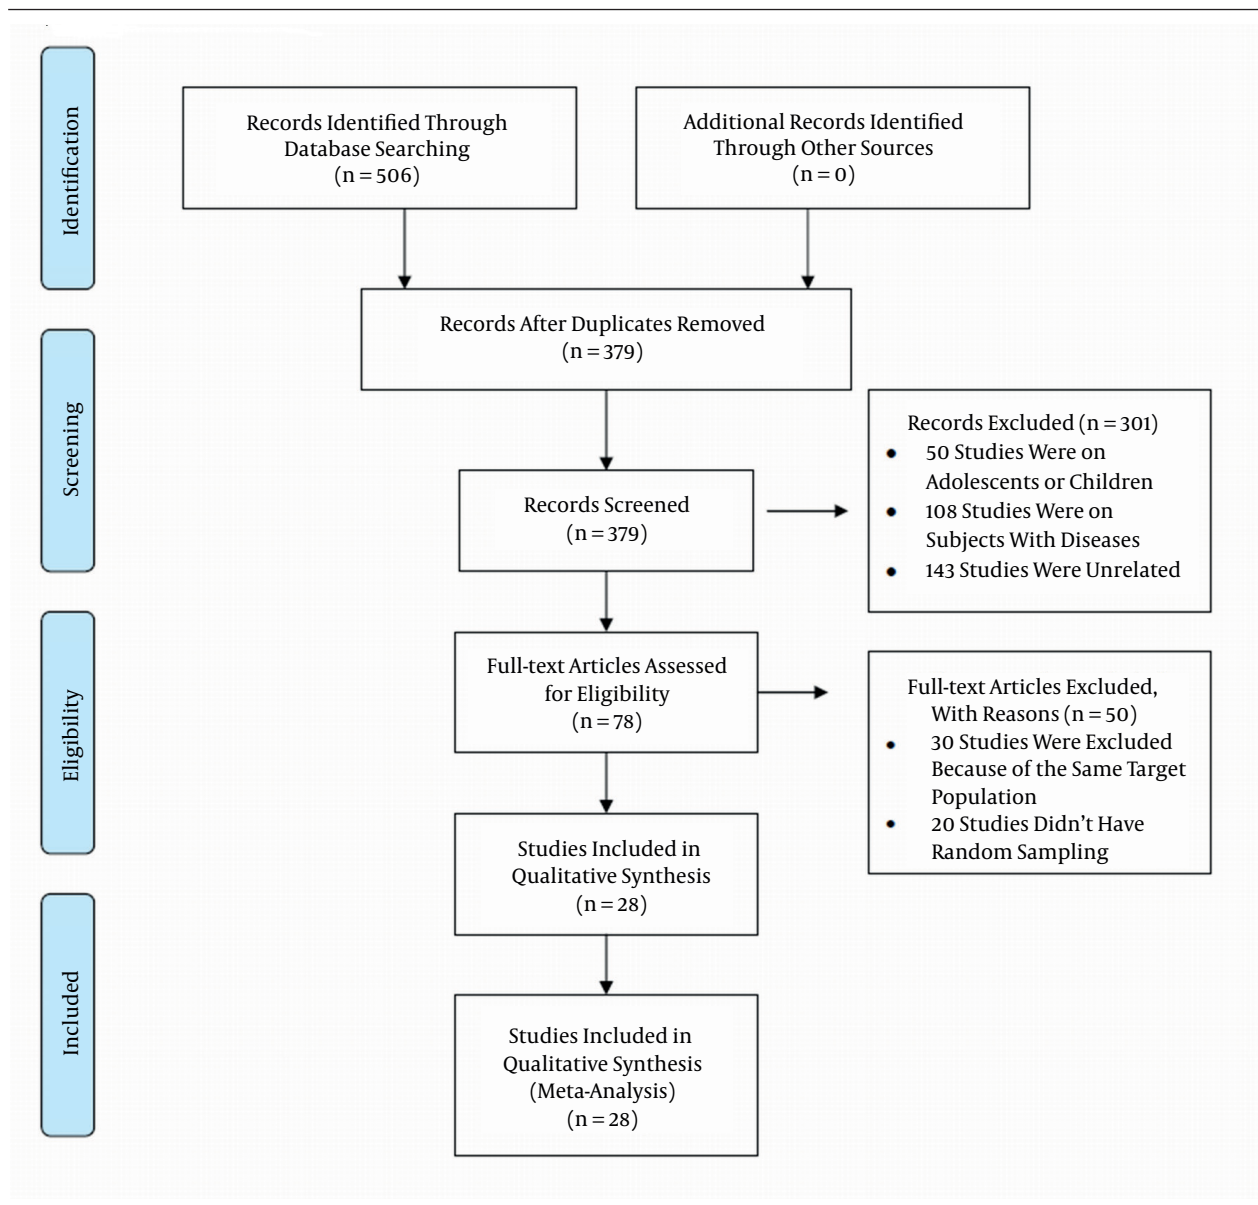 Identification
Records Identified Through
Database Searching
(n = 506)
Additional Records Identified
Through Other Sources
(n = 0)
Records After Duplicates Removed
(n = 379)
Screening
Records Screened
(n = 379)
Records Excluded (n = 301)
• 50 Studies Were on
Adolescents or Children
• 108 Studies Were on
Subjects With Diseases
• 143 Studies Were Unrelated
Eligibility
Full-text Articles Assessed
for Eligibility
(n = 78)
Full-text Articles Excluded,
With Reasons (n = 50)
• 30 Studies Were Excluded
Because of the Same Target
Population
• 20 Studies Didn't Have
Random Sampling
Studies Included in
Qualitative Synthesis
(n = 28)
Included
Studies Included in
Qualitative Synthesis
(Meta-Analysis)
(n = 28)